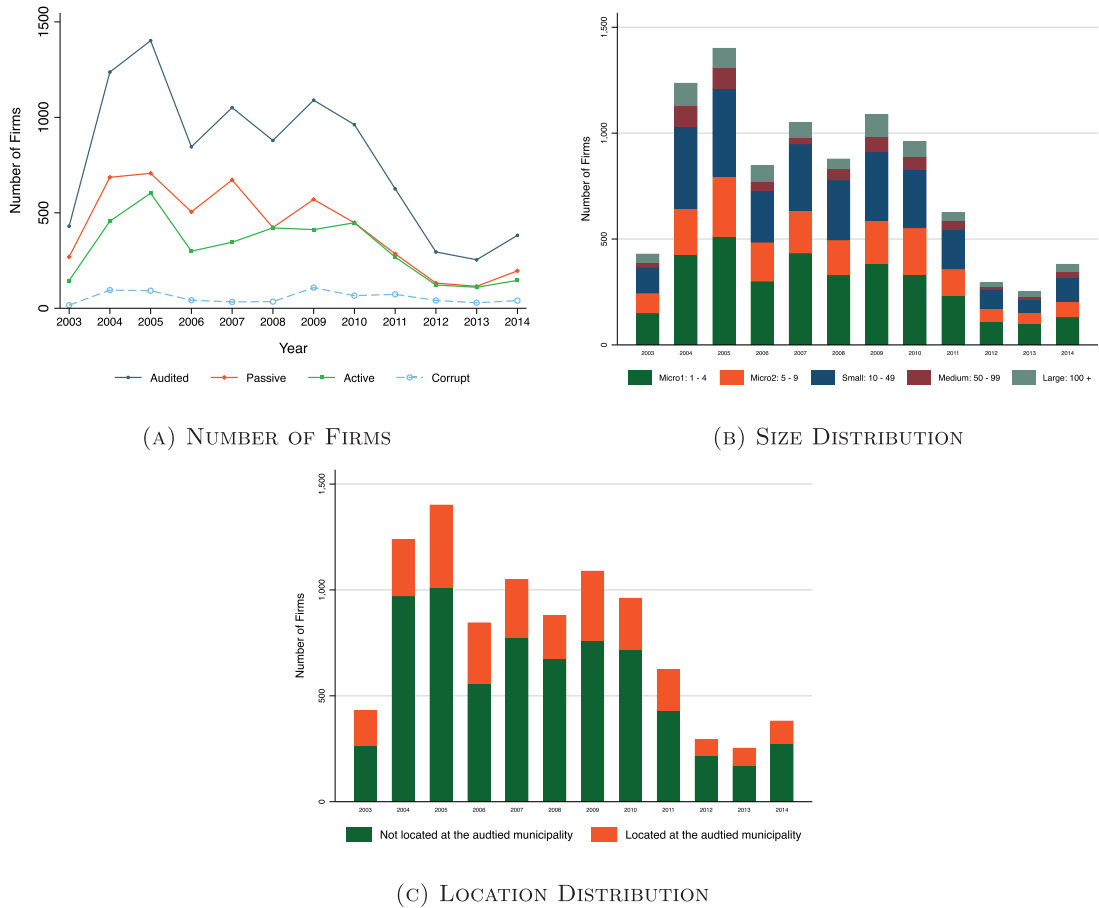 Number of Firms
1500
1000
500
0
2003 2004 2005 2006 2007 2008 2009 2010 2011 2012 2013 2014
Year
Audited Passive Active Corrupt
(A) NUMBER OF FIRMS
Number of Firms
1,500
1,000
500
0
2003 2004 2005 2006 2007 2008 2009 2010 2011 2012 2013 2014
Micro1: 1 - 4 Micro2: 5 - 9 Small: 10 - 49 Medium: 50 - 99 Large: 100 +
(B) SIZE DISTRIBUTION
Number of Firms
1,500
1,000
500
0
2003 2004 2005 2006 2007 2008 2009 2010 2011 2012 2013 2014
Not located at the audtied municipality Located at the audtied municipality
(C) LOCATION DISTRIBUTION